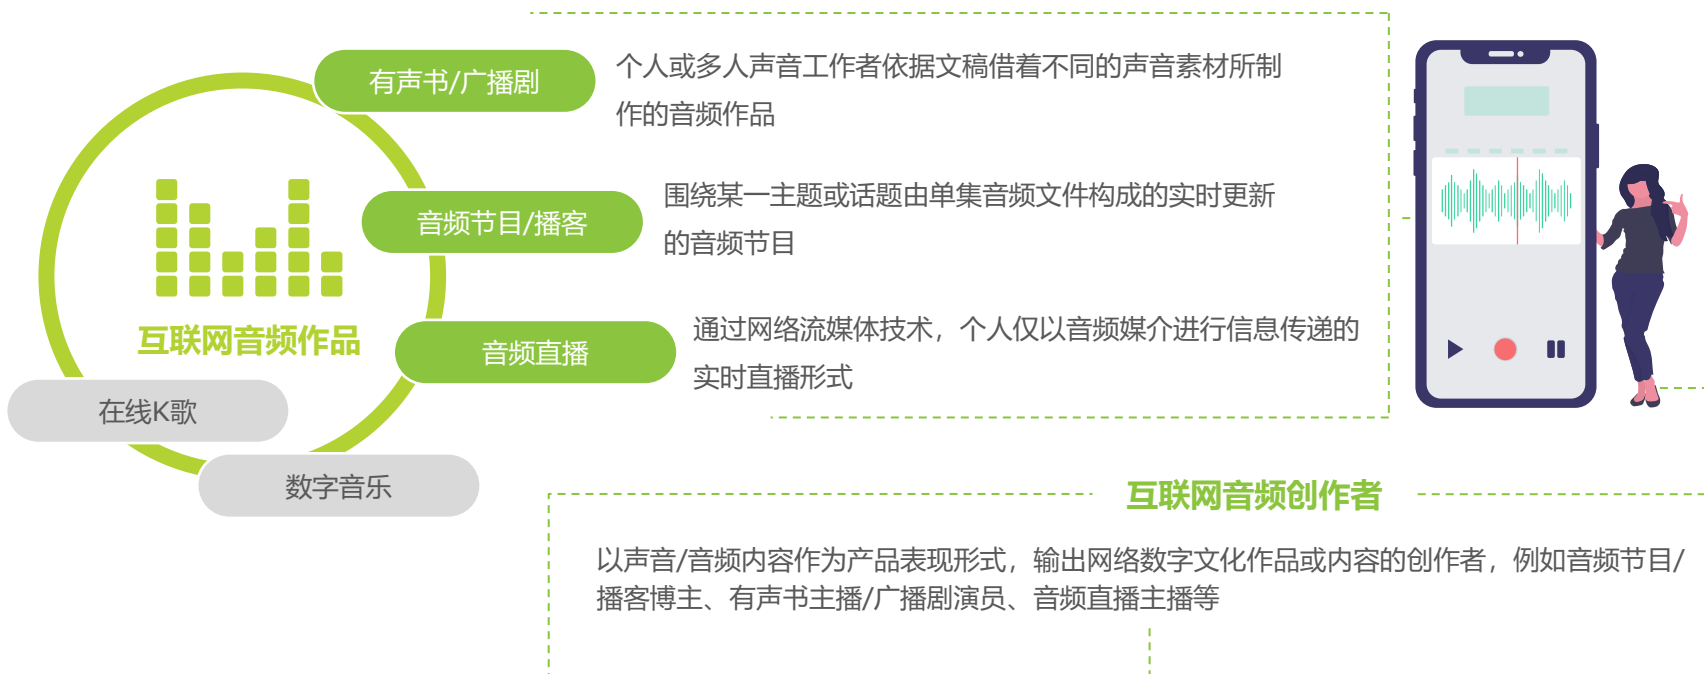 有声书/广播剧
个人或多人声音工作者依据文稿借着不同的声音素材所制
作的音频作品
音频节目/播客
围绕某一主题或话题由单集音频文件构成的实时更新
的音频节目
互联网音频作品
音频直播
通过网络流媒体技术，个人仅以音频媒介进行信息传递的
实时直播形式
在线K歌
数字音乐
互联网音频创作者
以声音/音频内容作为产品表现形式，输出网络数字文化作品或内容的创作者，例如音频节目/
播客博主、有声书主播/广播剧演员、音频直播主播等